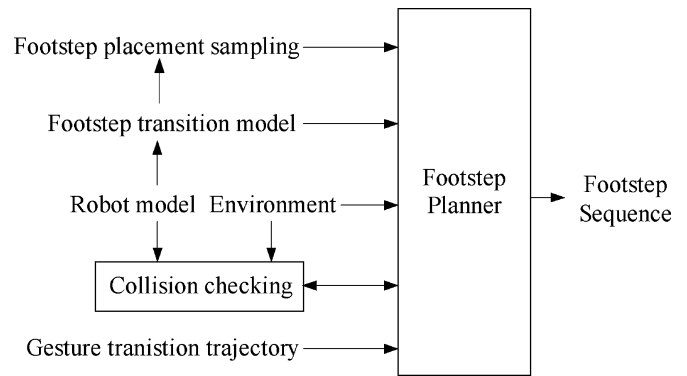 Footstep placement sampling
Footstep transition model
Robot model
Environment
Collision checking
Gesture tranistion trajectory
Footstep
Planner
Footstep
Sequence